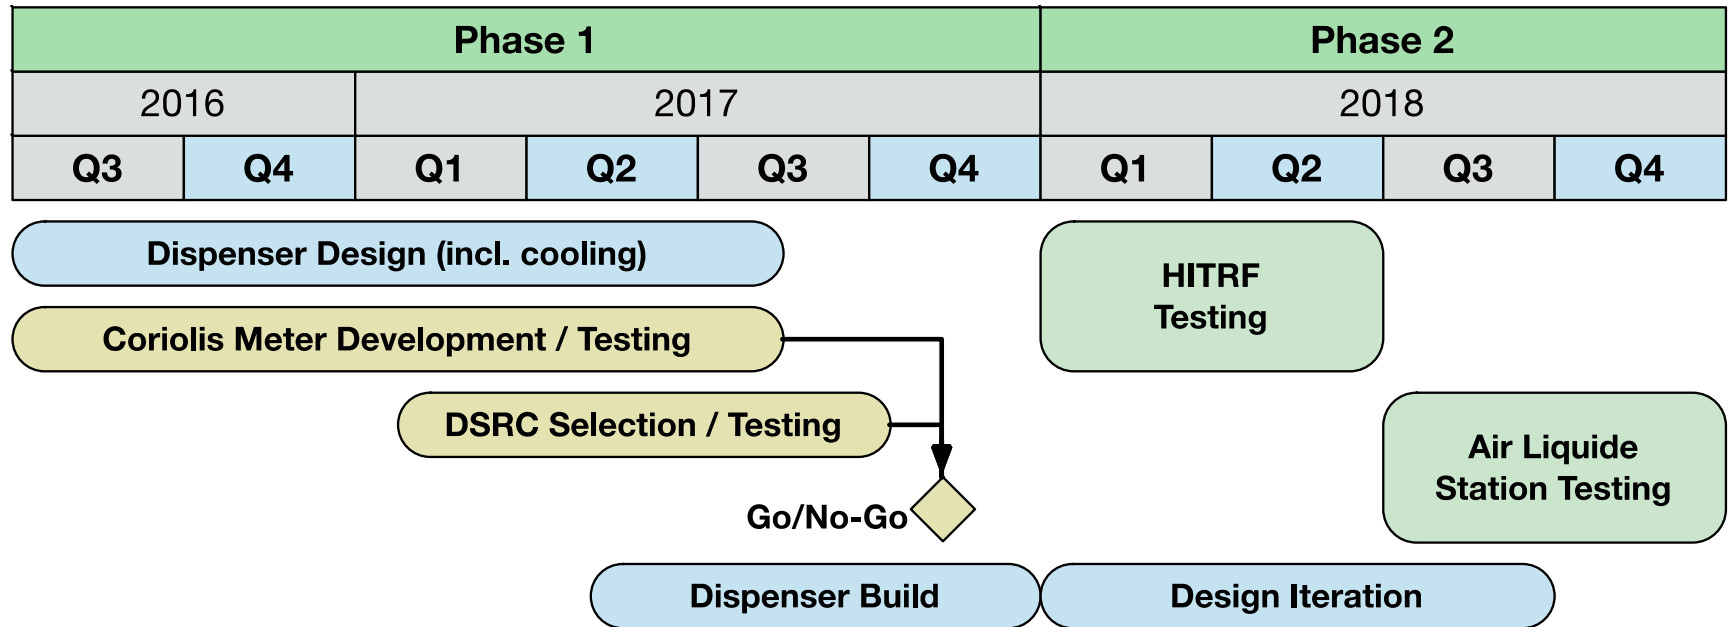 Phase 1
Phase 2
2016
2017
2018
Q3
Q4
Q1
Q2
Q3
Q4
Q1
Q2
Q3
Q4
Dispenser Design (incl. cooling)
HITRF
Testing
Coriolis Meter Development / Testing
DSRC Selection / Testing
Air Liquide
Station Testing
Go/No-Go
Dispenser Build
Design Iteration